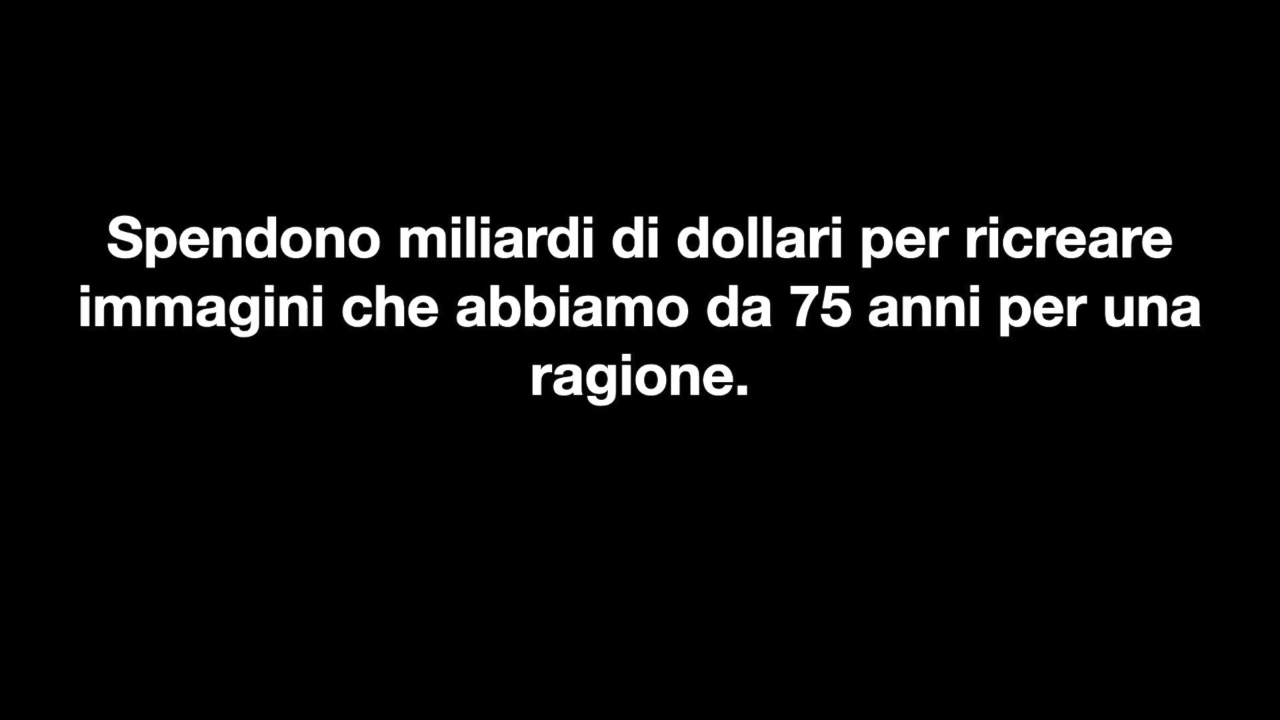 Spendono miliardi di dollari per ricreare
immagini che abbiamo da 75 anni per una
ragione.